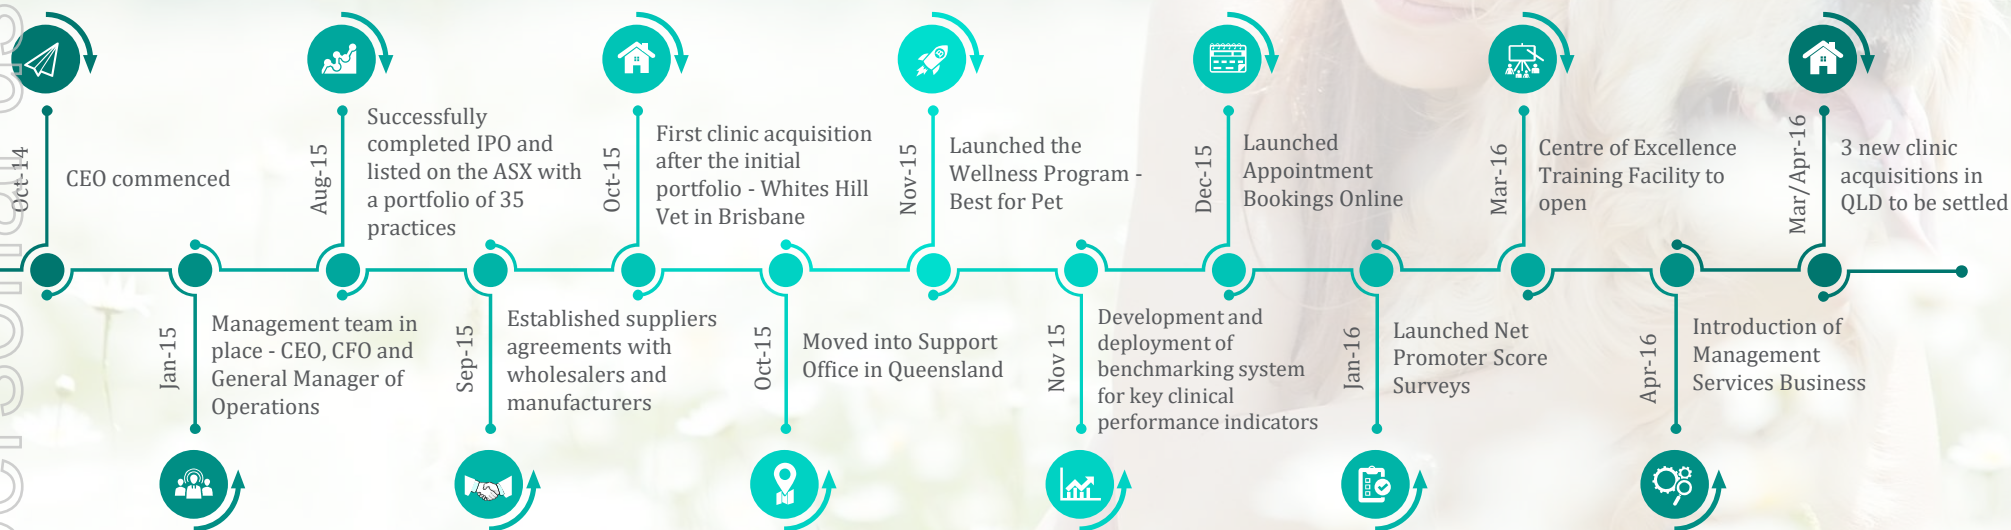 Oct-14
CEO commenced
Jan-15
Management team in
place - CEO, CFO and
General Manager of
Operations
Aug-15
Successfully
completed IPO and
listed on the ASX with
a portfolio of 35
practices
Sep-15
Established suppliers
agreements with
wholesalers and
manufacturers
Oct-15
First clinic acquisition
after the initial
portfolio - Whites Hill
Vet in Brisbane
Oct-15
Moved into Support
Office in Queensland
Nov-15
Launched the
Wellness Program -
Best for Pet
Nov 15
Development and
deployment of
benchmarking system
for key clinical
performance indicators
Dec-15
Launched
Appointment
Bookings Online
Jan-16
Launched Net
Promoter Score
Surveys
Mar-16
Centre of Excellence
Training Facility to
open
Apr-16
Introduction of
Management
Services Business
Mar/Apr-16
3 new clinic
acquisitions in
QLD to be settled